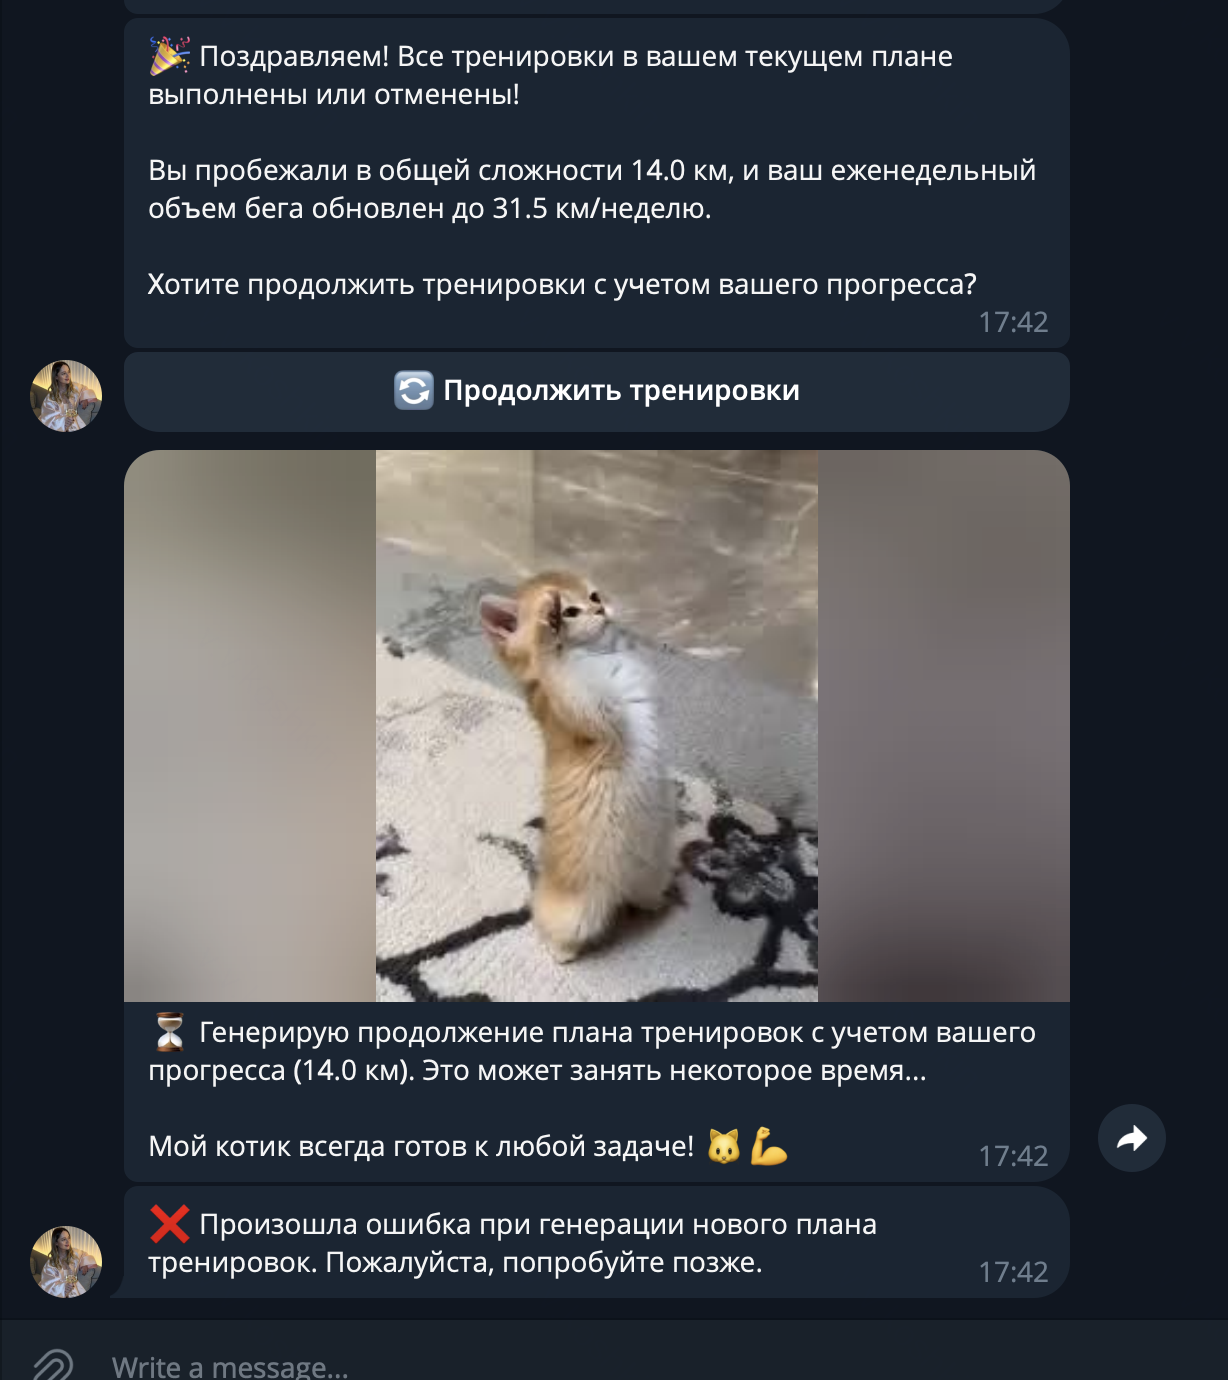 🎉 Поздравляем! Все тренировки в вашем текущем плане
выполнены или отменены!
Вы пробежали в общей сложности 14.0 км, и ваш еженедельный
объем бега обновлен до 31.5 км/неделю.
Хотите продолжить тренировки с учетом вашего прогресса?
17:42
🔄 Продолжить тренировки
⏳ Генерирую продолжение плана тренировок с учетом вашего
прогресса (14.0 км). Это может занять некоторое время...
Мой котик всегда готов к любой задаче! 🐱💪
17:42
❌ Произошла ошибка при генерации нового плана
тренировок. Пожалуйста, попробуйте позже.
17:42
Write a message...